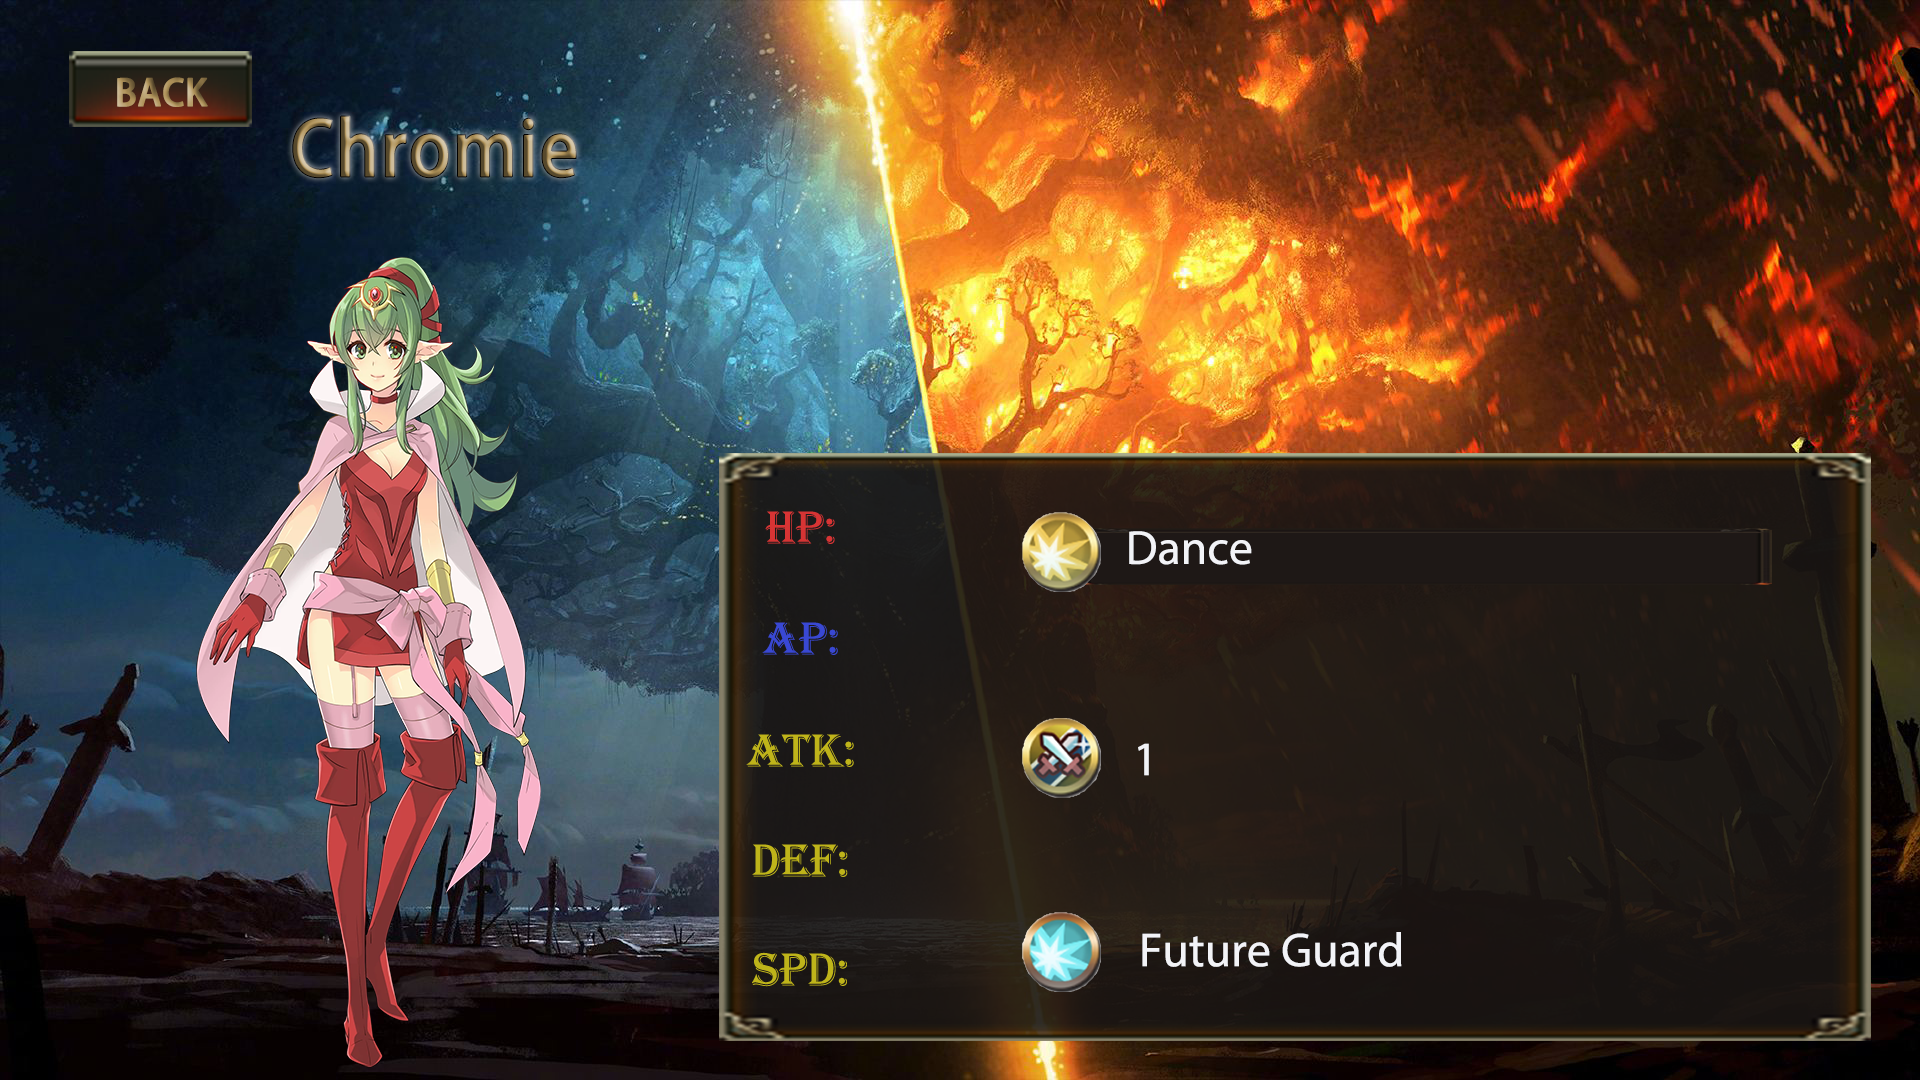 BACK
Chromie
HP:
Dance
AP:
ATK:
1
DEF:
Future Guard
SPD: